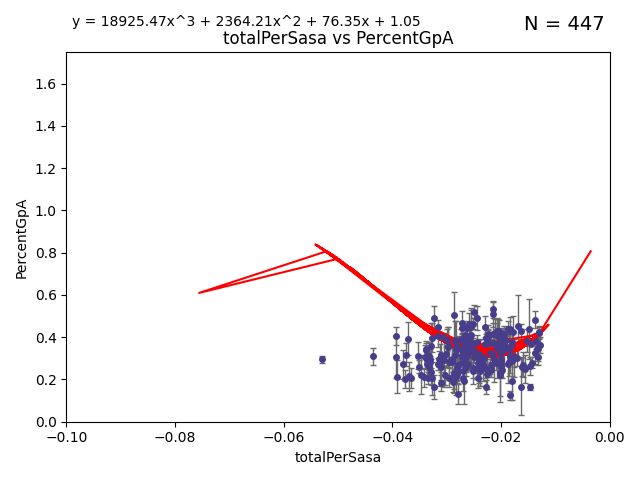 y = 18925.47x^3 + 2364.21x^2 + 76.35x + 1.05
N = 447
totalPerSasa vs PercentGpA
PercentGpA
1.6
1.4
1.2
1.0
0.8
0.6
0.4
0.2
0.0
−0.10 −0.08 −0.06 −0.04 −0.02 0.00
totalPerSasa